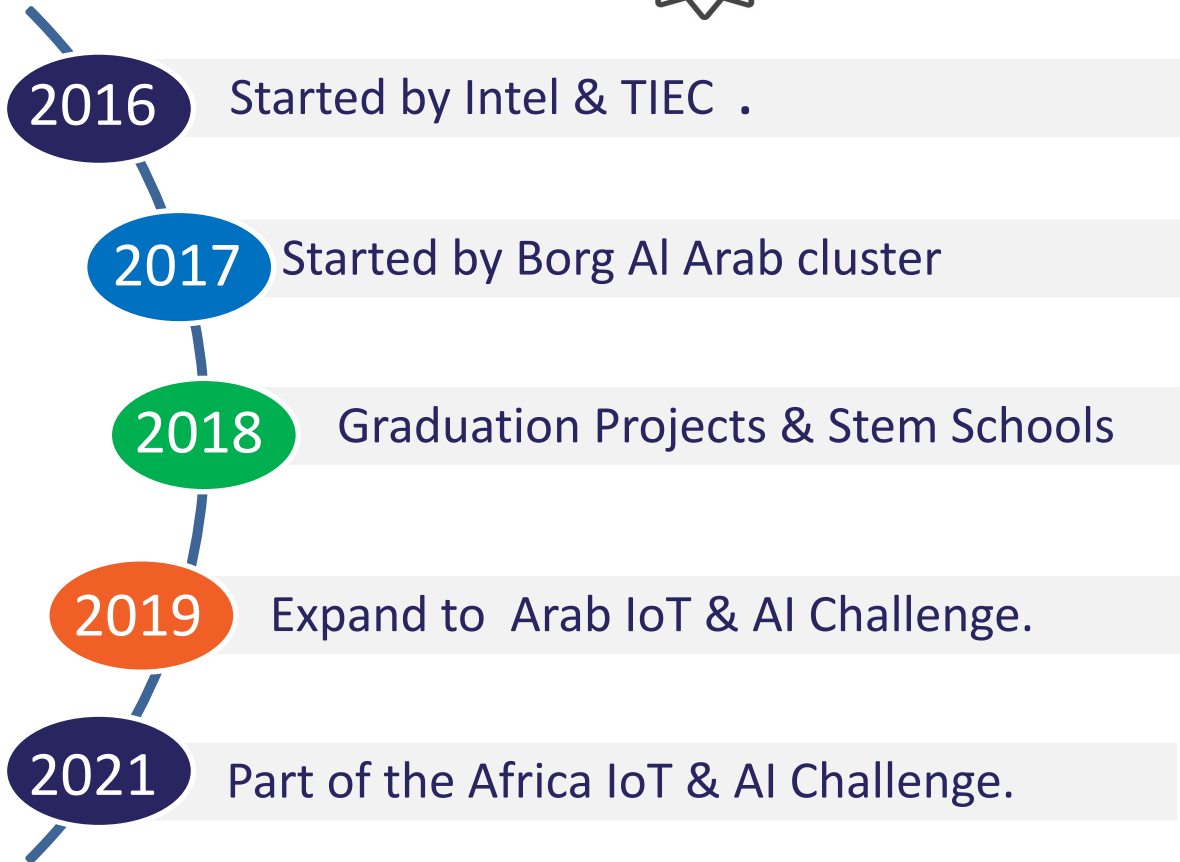 2016 Started by Intel & TIEC .
2017 Started by Borg Al Arab cluster
2018 Graduation Projects & Stem Schools
2019 Expand to Arab IoT & AI Challenge.
2021 Part of the Africa IoT & AI Challenge.